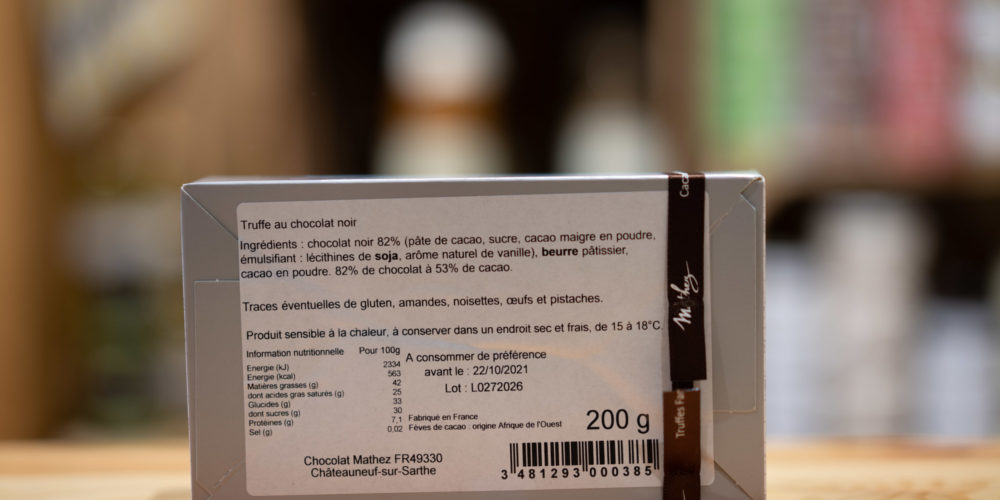 Truffe au chocolat noir
Ingrédients : chocolat noir 82% (pâte de cacao, sucre, cacao maigre en poudre,
émulsifiant : lécithines de soja, arôme naturel de vanille), beurre pâtissier,
cacao en poudre. 82% de chocolat à 53% de cacao.
Traces éventuelles de gluten, amandes, noisettes, œufs et pistaches.
Produit sensible à la chaleur, à conserver dans un endroit sec et frais, de 15 à 18°C.
Information nutritionnelle Pour 100g
Energie (kJ) 2334
Energie (kcal) 563
Matières grasses (g) 42
dont acides gras saturés (g) 25
Glucides (g) 33
dont sucres (g) 30
Protéines (g) 7,1
Sel (g) 0,02
A consommer de préférence
avant le : 22/10/2021
Lot : L0272026
Fabriqué en France
Fèves de cacao : origine Afrique de l'Ouest
200 g
Chocolat Mathez FR49330
Châteauneuf-sur-Sarthe
3 481293 000385
Mathez
Truffes